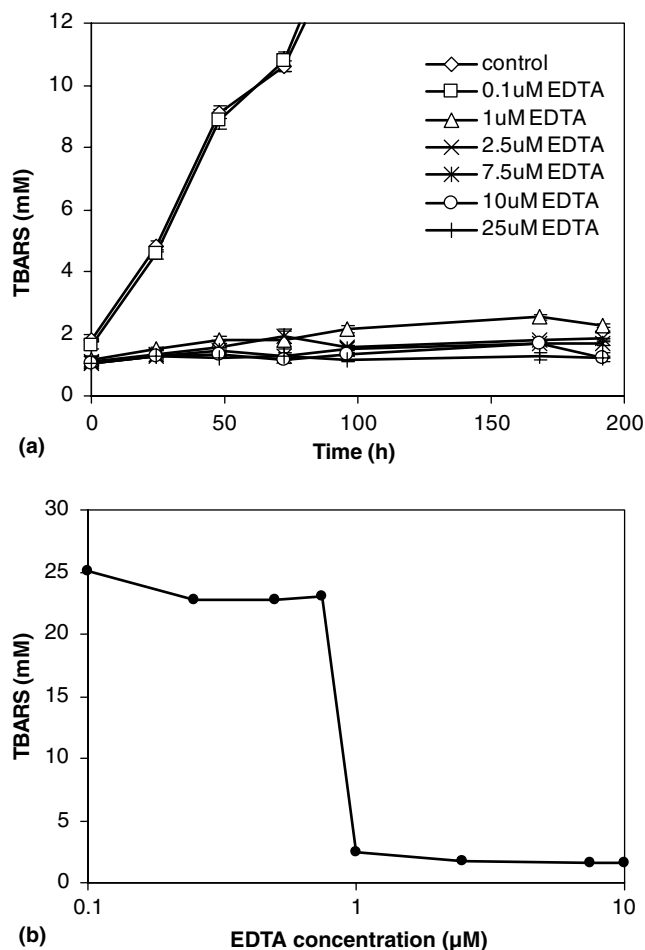 12
10
8
6
4
2
0
TBARS (mM)
control
0.1uM EDTA
1uM EDTA
2.5uM EDTA
7.5uM EDTA
10uM EDTA
25uM EDTA
0 50 100 150 200
(a) Time (h)
30
25
20
15
10
5
0
TBARS (mM)
0.1 1 10
(b) EDTA concentration (µM)